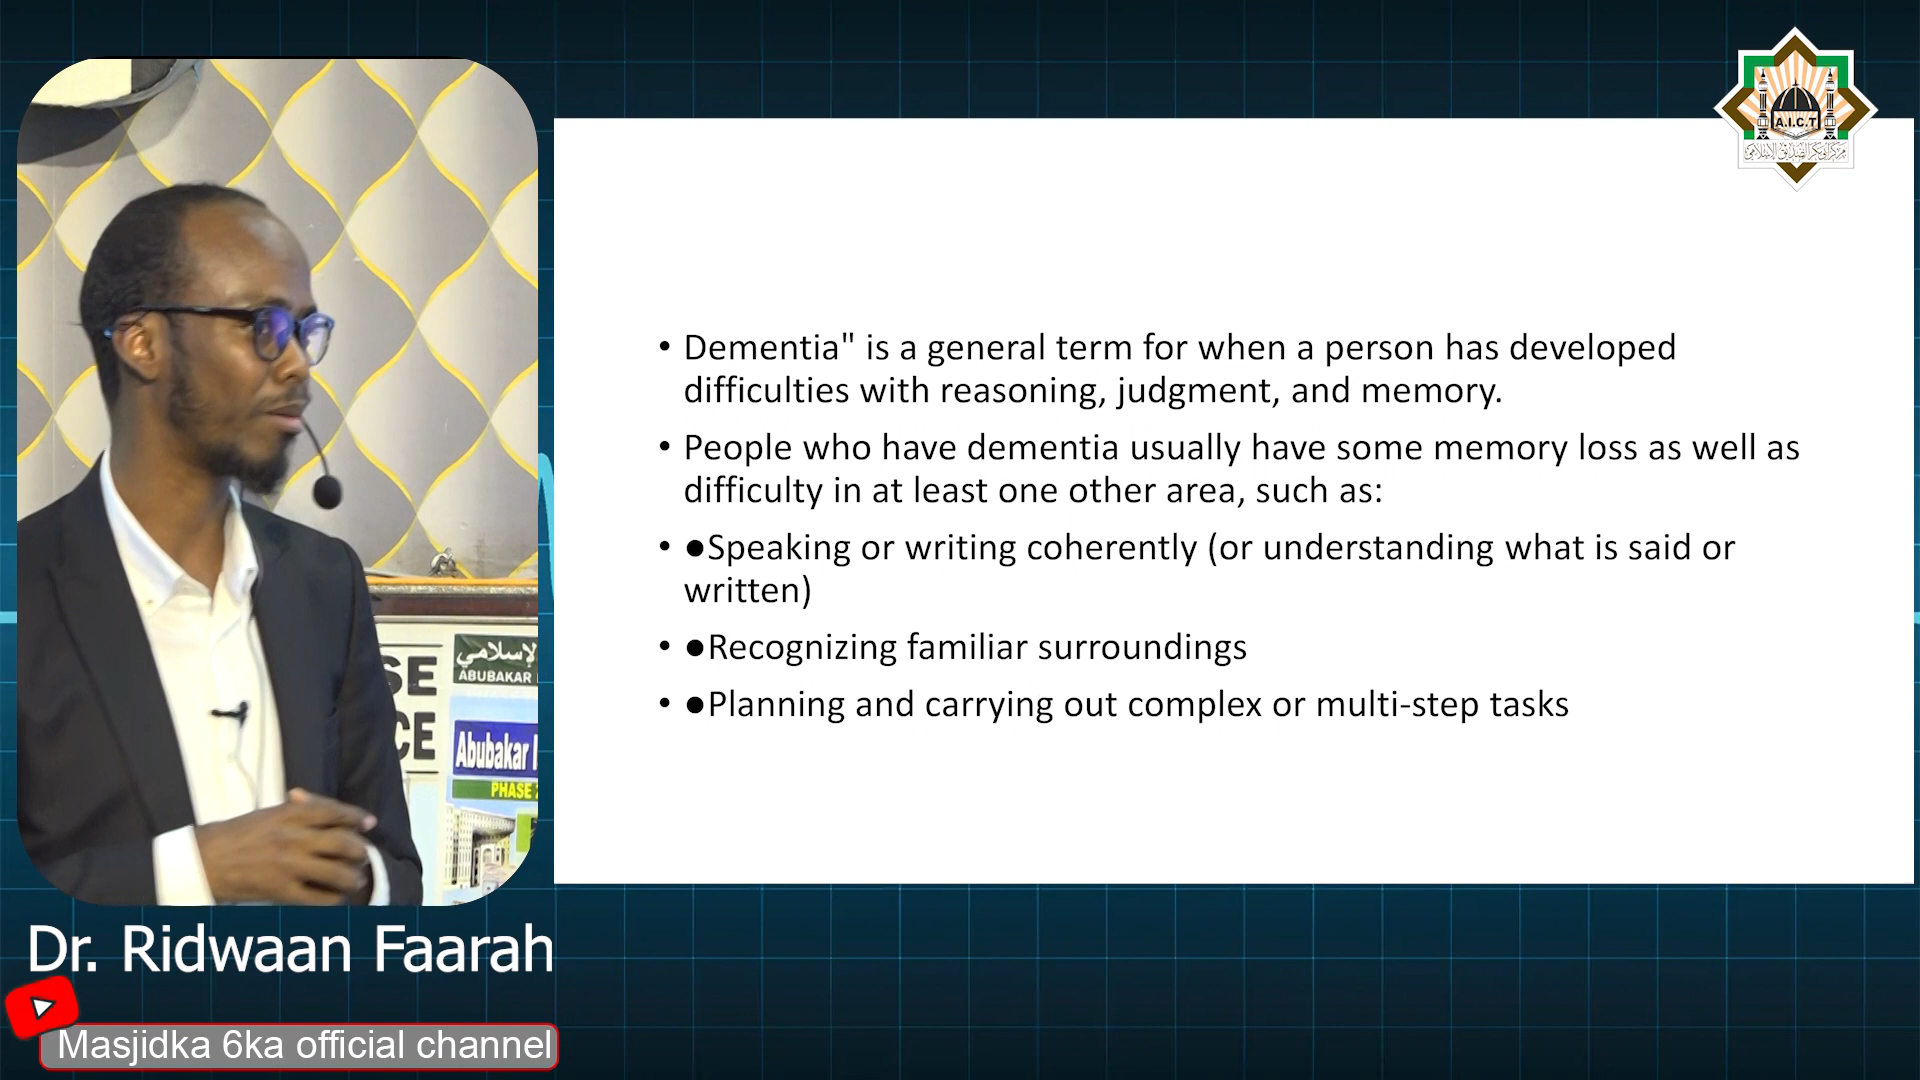 A.I.C.T
• Dementia" is a general term for when a person has developed
difficulties with reasoning, judgment, and memory.
• People who have dementia usually have some memory loss as well as
difficulty in at least one other area, such as:
• ●Speaking or writing coherently (or understanding what is said or
written)
• ●Recognizing familiar surroundings
• ●Planning and carrying out complex or multi-step tasks
SE
CE
ABUBAKAR
Abubakar
PHASE
Dr. Ridwaan Faarah
Masjidka 6ka official channel